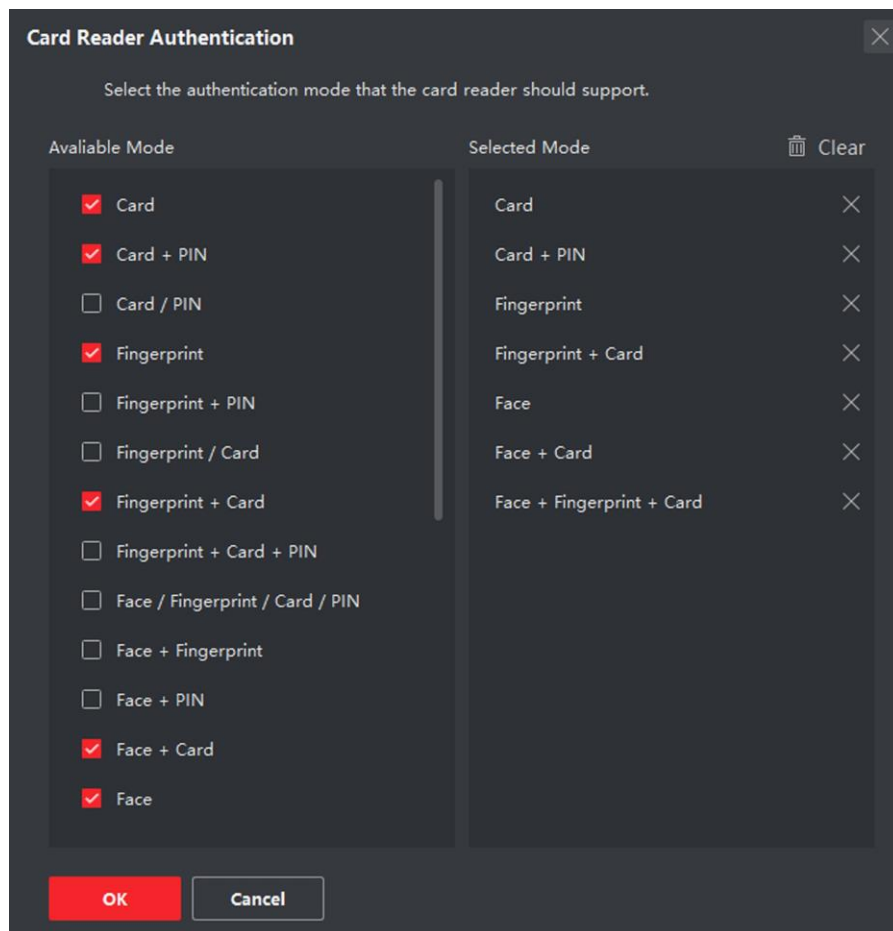 Card Reader Authentication
Select the authentication mode that the card reader should support.
Avaliable Mode
Selected Mode
Clear
Card
Card + PIN
Card / PIN
Fingerprint
Fingerprint + PIN
Fingerprint / Card
Fingerprint + Card
Fingerprint + Card + PIN
Face / Fingerprint / Card / PIN
Face + Fingerprint
Face + PIN
Face + Card
Face
Card
Card + PIN
Fingerprint
Fingerprint + Card
Face
Face + Card
Face + Fingerprint + Card
OK
Cancel